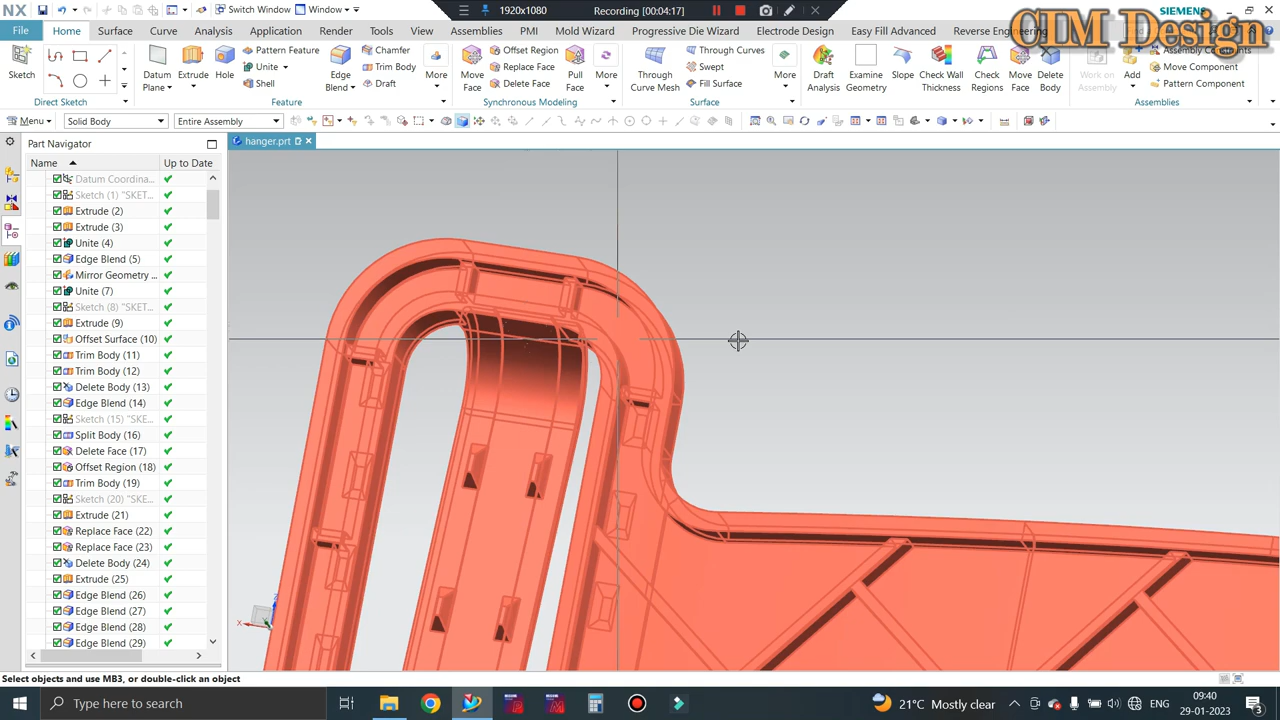 NX
Switch Window
Window
1920x1080
Recording [00:04:17]
SIEMENS
CIM Design
File
Home
Surface
Curve
Analysis
Application
Render
Tools
View
Assemblies
PMI
Mold Wizard
Progressive Die Wizard
Electrode Design
Easy Fill Advanced
Reverse Engineering
Sketch
Direct Sketch
Datum Plane
Extrude
Hole
Pattern Feature
Unite
Shell
Edge Blend
Chamfer
Trim Body
Draft
More
Feature
Move Face
Offset Region
Replace Face
Delete Face
Pull Face
More
Synchronous Modeling
Through Curve Mesh
Through Curves
Swept
Fill Surface
More
Surface
Draft Analysis
Examine Geometry
Slope
Check Wall Thickness
Check Regions
Move Face
Delete Body
Work on Assembly
Add
Assembly Constraints
Move Component
Pattern Component
Assemblies
Menu
Solid Body
Entire Assembly
Part Navigator
hanger.prt
Name
Up to Date
Datum Coordina...
Sketch (1) "SKET...
Extrude (2)
Extrude (3)
Unite (4)
Edge Blend (5)
Mirror Geometry ...
Unite (7)
Sketch (8) "SKET...
Extrude (9)
Offset Surface (10)
Trim Body (11)
Trim Body (12)
Delete Body (13)
Edge Blend (14)
Sketch (15) "SKE...
Split Body (16)
Delete Face (17)
Offset Region (18)
Trim Body (19)
Sketch (20) "SKE...
Extrude (21)
Replace Face (22)
Replace Face (23)
Delete Body (24)
Extrude (25)
Edge Blend (26)
Edge Blend (27)
Edge Blend (28)
Edge Blend (29)
X
Z
Select objects and use MB3, or double-click an object
Type here to search
21°C Mostly clear
ENG
09:40
29-01-2023
3